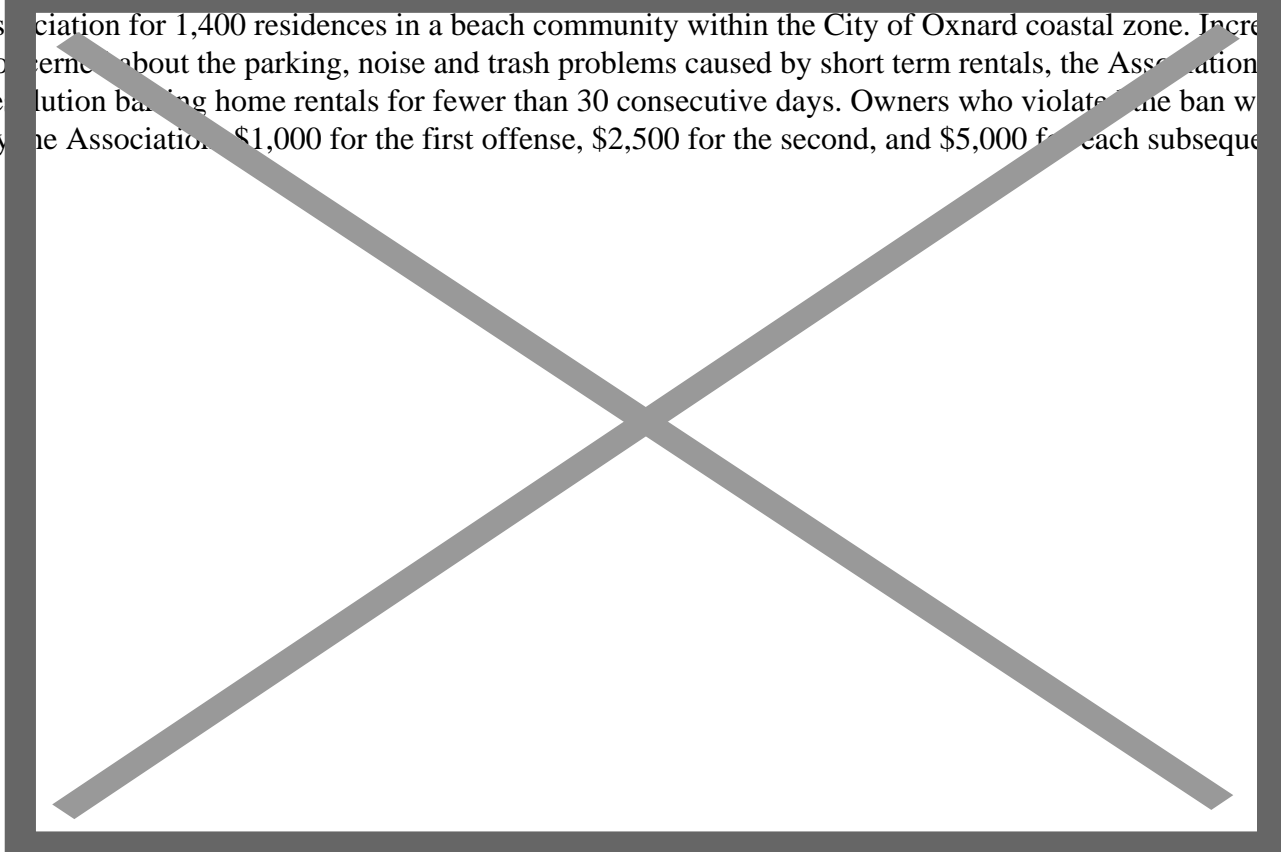 ciation for 1,400 residences in a beach community within the City of Oxnard coastal zone.
about the parking, noise and trash problems caused by short term rentals, the Association
home rentals for fewer than 30 consecutive days. Owners who violate the ban
the Association $1,000 for the first offense, $2,500 for the second, and $5,000 for each